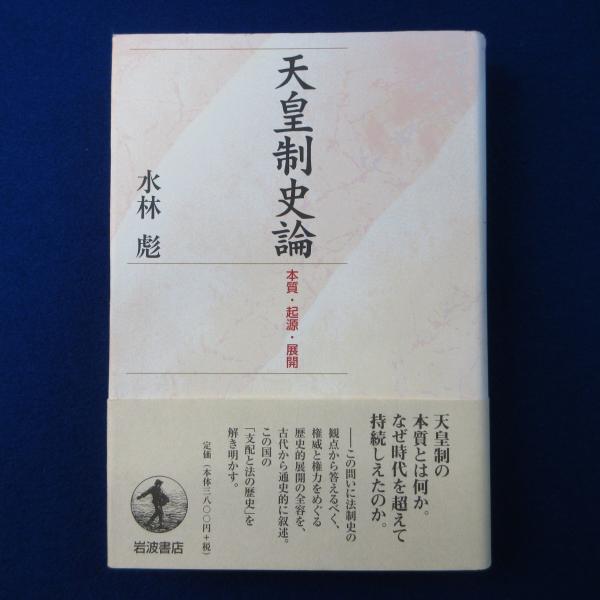 天皇制史論
本質・起源・展開
水林 彪
天皇制の
本質とは何か。
なぜ時代を超えて
持続しえたのか。
――この問いに法制史の
観点から答えるべく、
権威と権力をめぐる
歴史的展開の全容を、
古代から通史的に叙述。
この国の
「支配と法の歴史」を
解き明かす。
定価（本体三八〇〇円＋税）
岩波書店